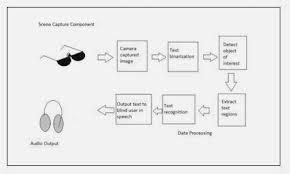 Scene Capture Component
Camera
captured
image
Text
binarization
Detect
object
of
interest
Output text to
blind user in
speech
Text
recognition
Extract
text
regions
Data Processing
Audio Output